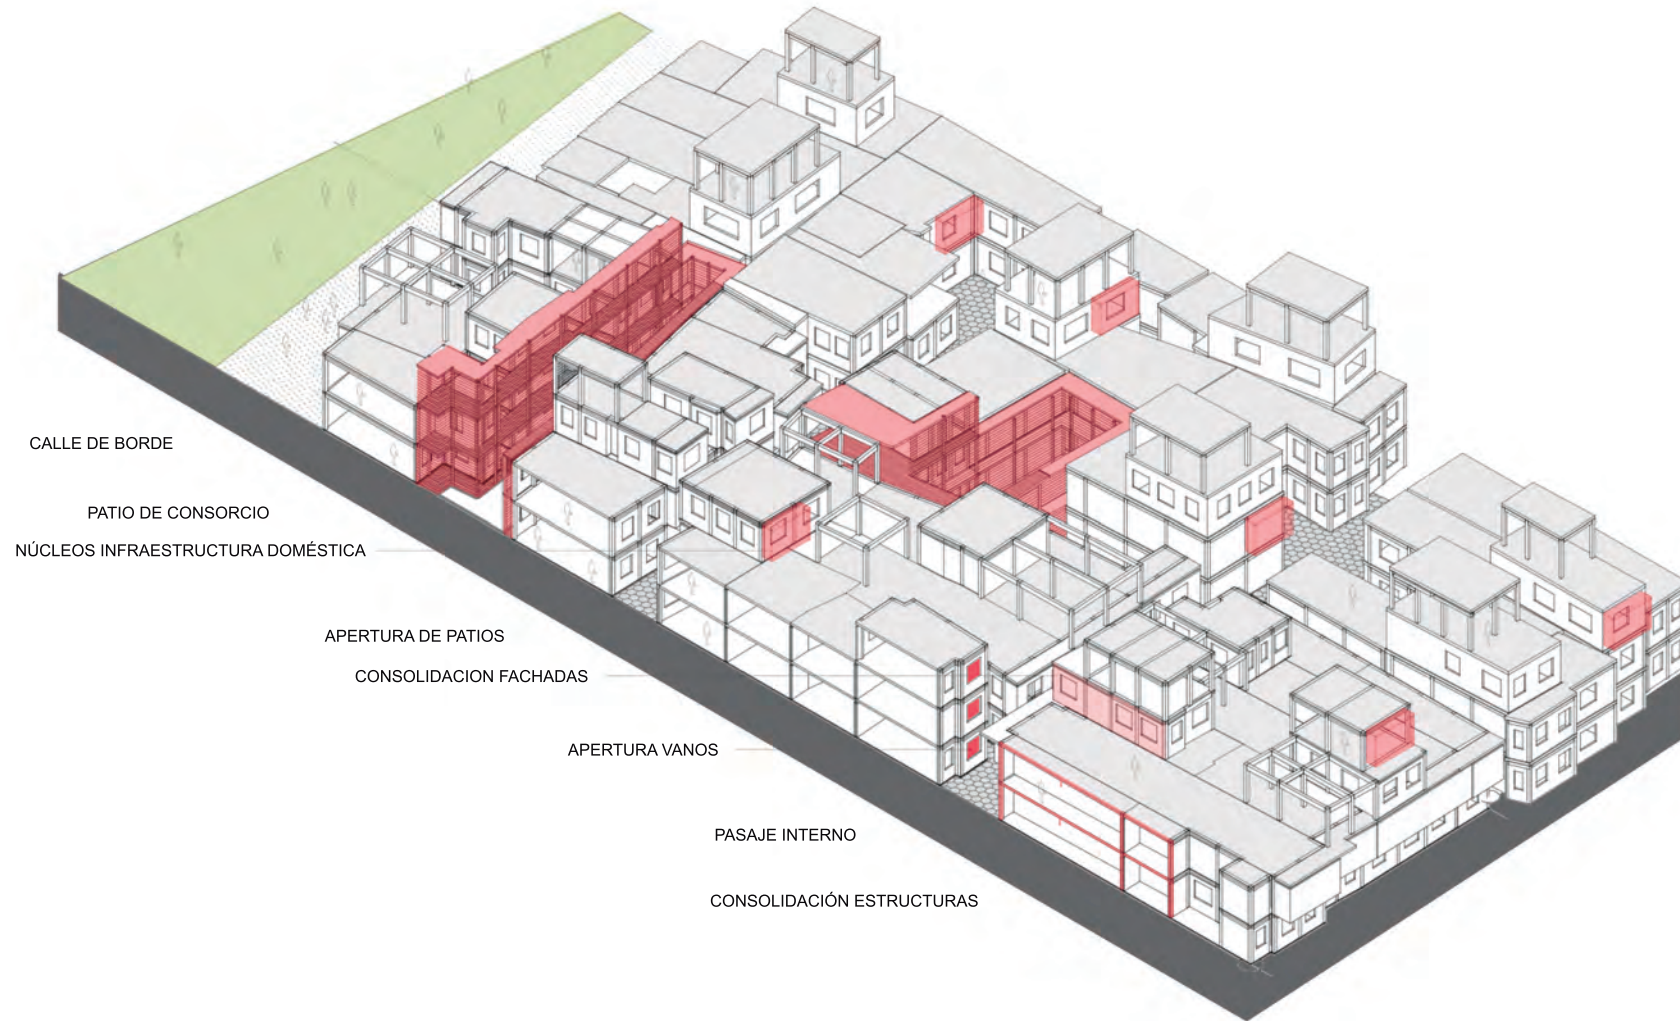 CALLE DE BORDE
PATIO DE CONSORCIO
NÚCLEOS INFRAESTRUCTURA DOMÉSTICA
APERTURA DE PATIOS
CONSOLIDACION FACHADAS
APERTURA VANOS
PASAJE INTERNO
CONSOLIDACIÓN ESTRUCTURAS